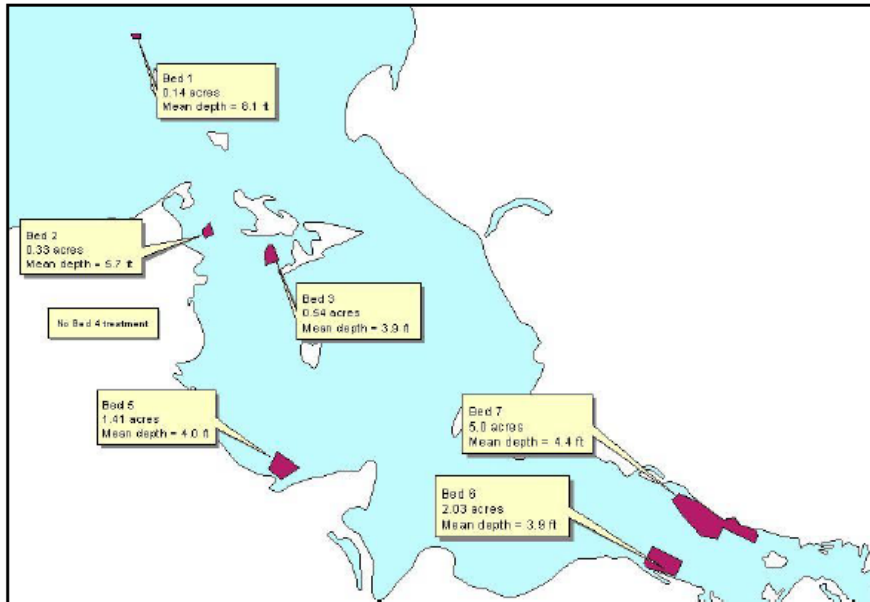 Bed 1
0.14 acres
Mean depth = 6.1 ft
Bed 2
0.33 acres
Mean depth = 5.7 ft
Bed 3
0.54 acres
Mean depth = 3.9 ft
No Bed 4 treatment
Bed 5
1.41 acres
Mean depth = 4.0 ft
Bed 7
acres
Mean depth = 4.4 ft
Bed 6
2.03 acres
Mean depth = 3.9 ft